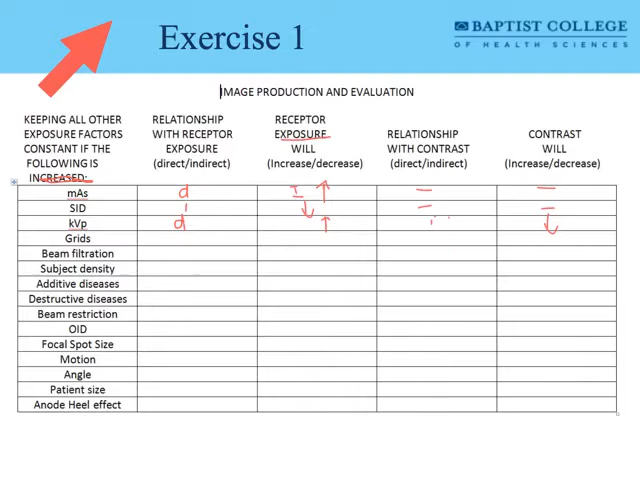 Exercise 1
BAPTIST COLLEGE
OF HEALTH SCIENCES
IMAGE PRODUCTION AND EVALUATION
KEEPING ALL OTHER EXPOSURE FACTORS CONSTANT IF THE FOLLOWING IS INCREASED:
RELATIONSHIP WITH RECEPTOR EXPOSURE (direct/indirect)
RECEPTOR EXPOSURE WILL (Increase/decrease)
RELATIONSHIP WITH CONTRAST (direct/indirect)
CONTRAST WILL (Increase/decrease)
mAs d I ↑ — —
SID ı ↓ — —
kVp d ↑ ↓
Grids
Beam filtration
Subject density
Additive diseases
Destructive diseases
Beam restriction
OID
Focal Spot Size
Motion
Angle
Patient size
Anode Heel effect